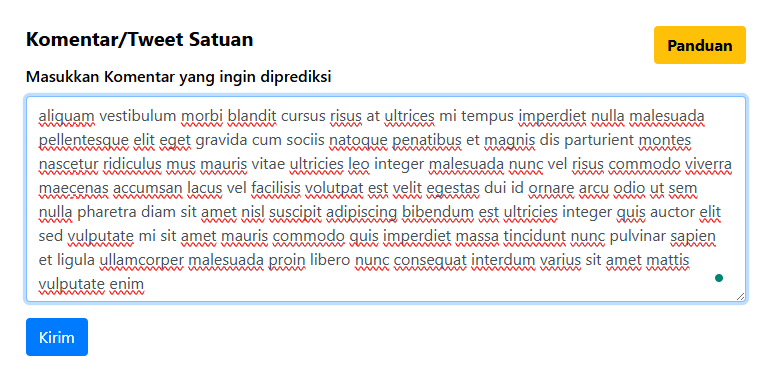 Komentar/Tweet Satuan
Panduan
Masukkan Komentar yang ingin diprediksi
aliquam vestibulum morbi blandit cursus risus at ultrices mi tempus imperdiet nulla malesuada
pellentesque elit eget gravida cum sociis natoque penatibus et magnis dis parturient montes
nascetur ridiculus mus mauris vitae ultricies leo integer malesuada nunc vel risus commodo viverra
maecenas accumsan lacus vel facilisis volutpat est velit egestas dui id ornare arcu odio ut sem
nulla pharetra diam sit amet nisl suscipit adipiscing bibendum est ultricies integer quis auctor elit
sed vulputate mi sit amet mauris commodo quis imperdiet massa tincidunt nunc pulvinar sapien
et ligula ullamcorper malesuada proin libero nunc consequat interdum varius sit amet mattis
vulputate enim
Kirim